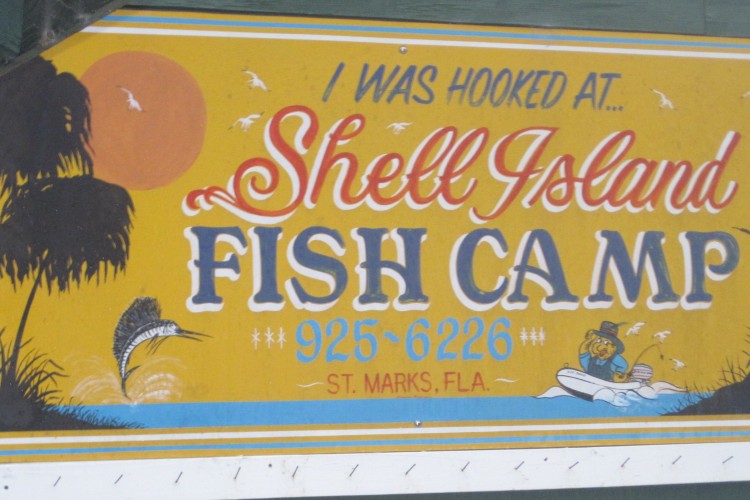 I WAS HOOKED AT...
Shell Island
FISH CAMP
925-6226
ST. MARKS, FLA.